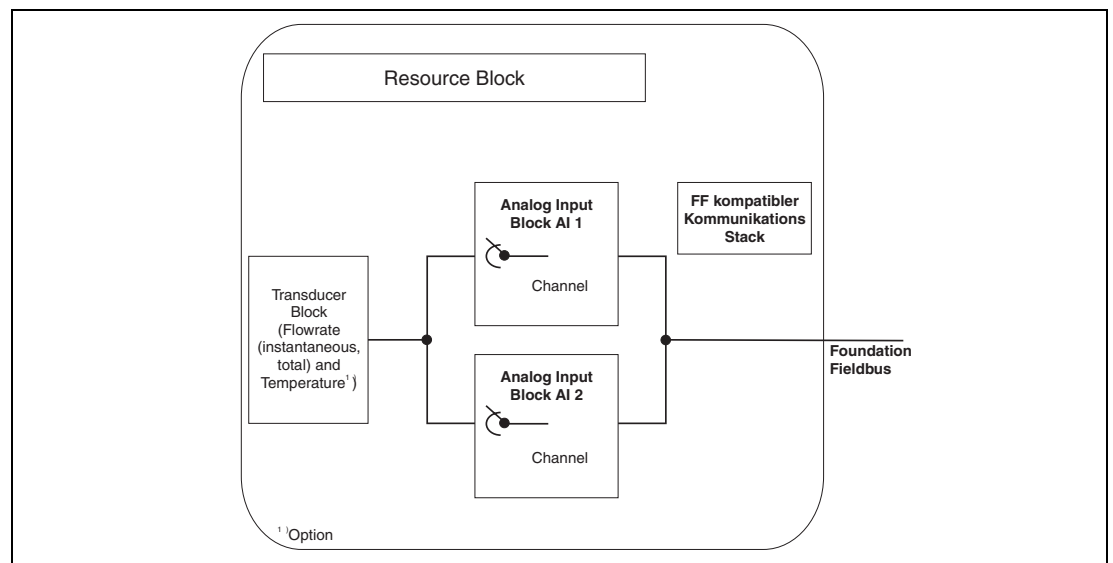 Resource Block
Analog Input
Block AI 1
Channel
FF kompatibler
Kommunikations
Stack
Transducer
Block
(Flowrate
(instantaneous,
total) and
Temperature¹⁾)
Analog Input
Block AI 2
Channel
Foundation
Fieldbus
¹⁾Option